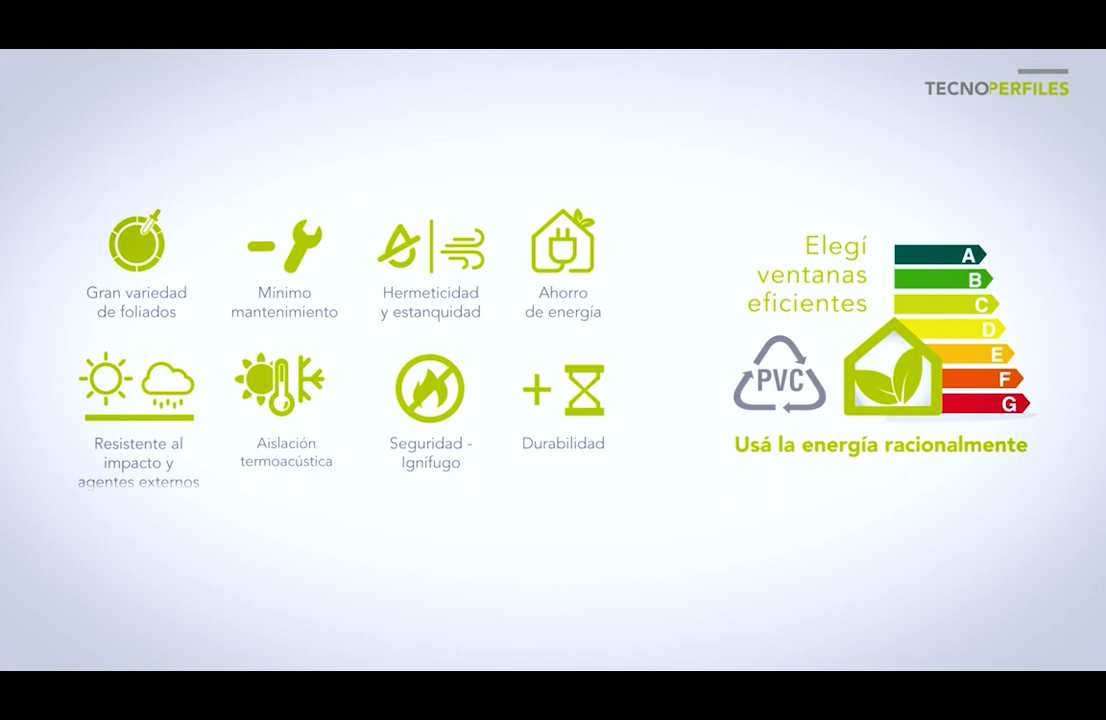 TECNOPERFILES
Gran variedad
de foliados
Mínimo
mantenimiento
Hermeticidad
y estanquidad
Ahorro
de energía
Resistente al
impacto y
agentes externos
Aislación
termoacústica
Seguridad -
Ignífugo
Durabilidad
Elegí
ventanas
eficientes
A
B
C
D
E
F
G
PVC
Usá la energía racionalmente